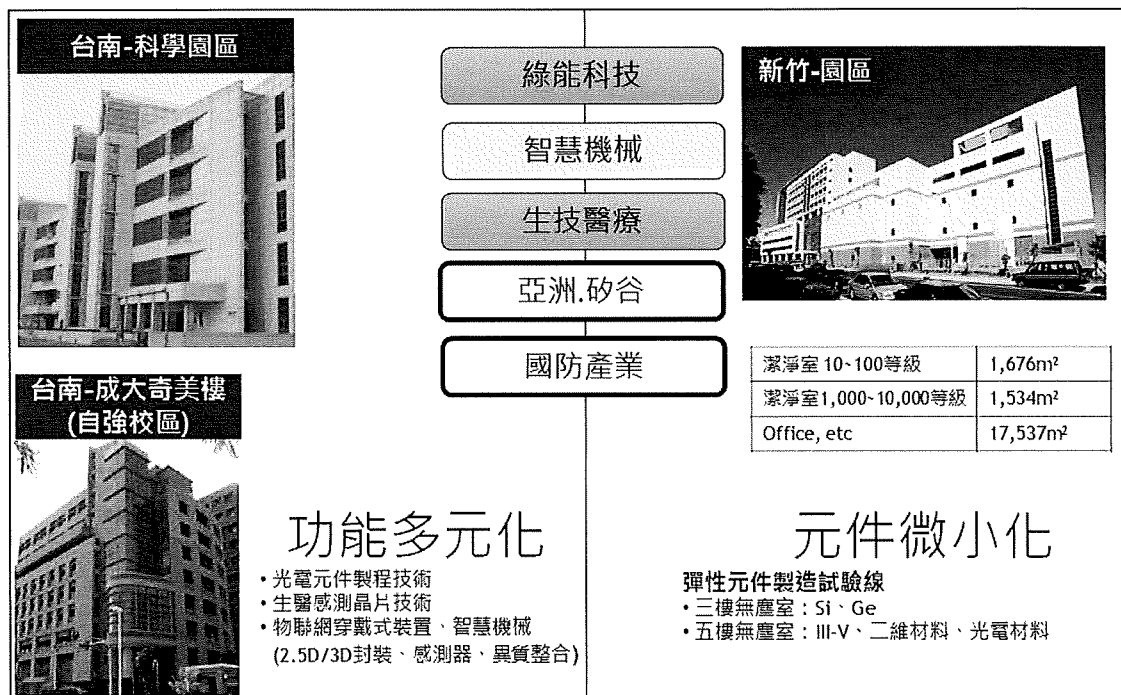 台南-科學園區
綠能科技
智慧機械
生技醫療
亞洲.矽谷
國防產業
新竹-園區
潔淨室 10~100等級 1,676m²
潔淨室1,000~10,000等級 1,534m²
Office, etc 17,537m²
台南-成大奇美樓
(自強校區)
功能多元化
• 光電元件製程技術
• 生醫感測晶片技術
• 物聯網穿戴式裝置、智慧機械
(2.5D/3D封裝、感測器、異質整合)
元件微小化
彈性元件製造試驗線
• 三樓無塵室：Si、Ge
• 五樓無塵室：III-V、二維材料、光電材料